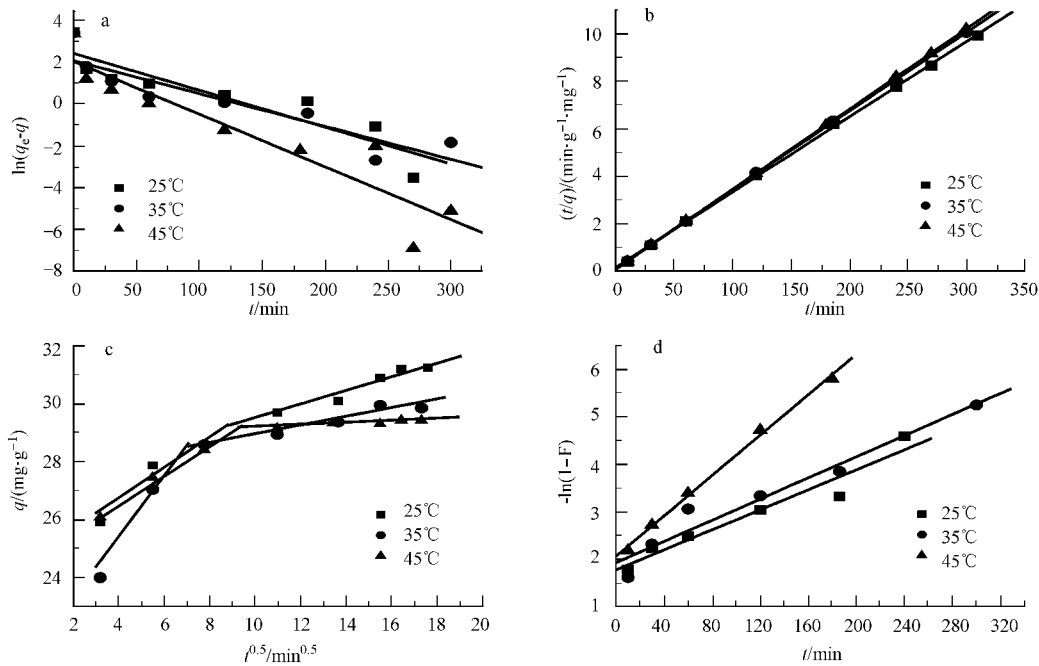 a
4
2
0
-2
-4
-6
-8
ln(qe-q)
25℃
35℃
45℃
0 50 100 150 200 250 300
t/min
b
10
8
6
4
2
0
(t/q)/(min·g⁻¹·mg⁻¹)
25℃
35℃
45℃
0 50 100 150 200 250 300 350
t/min
c
32
31
30
28
26
24
q/(mg·g⁻¹)
25℃
35℃
45℃
2 4 6 8 10 12 14 16 18 20
t⁰·⁵/min⁰·⁵
d
6
5
4
3
2
1
-ln(1-F)
25℃
35℃
45℃
0 40 80 120 160 200 240 280 320
t/min